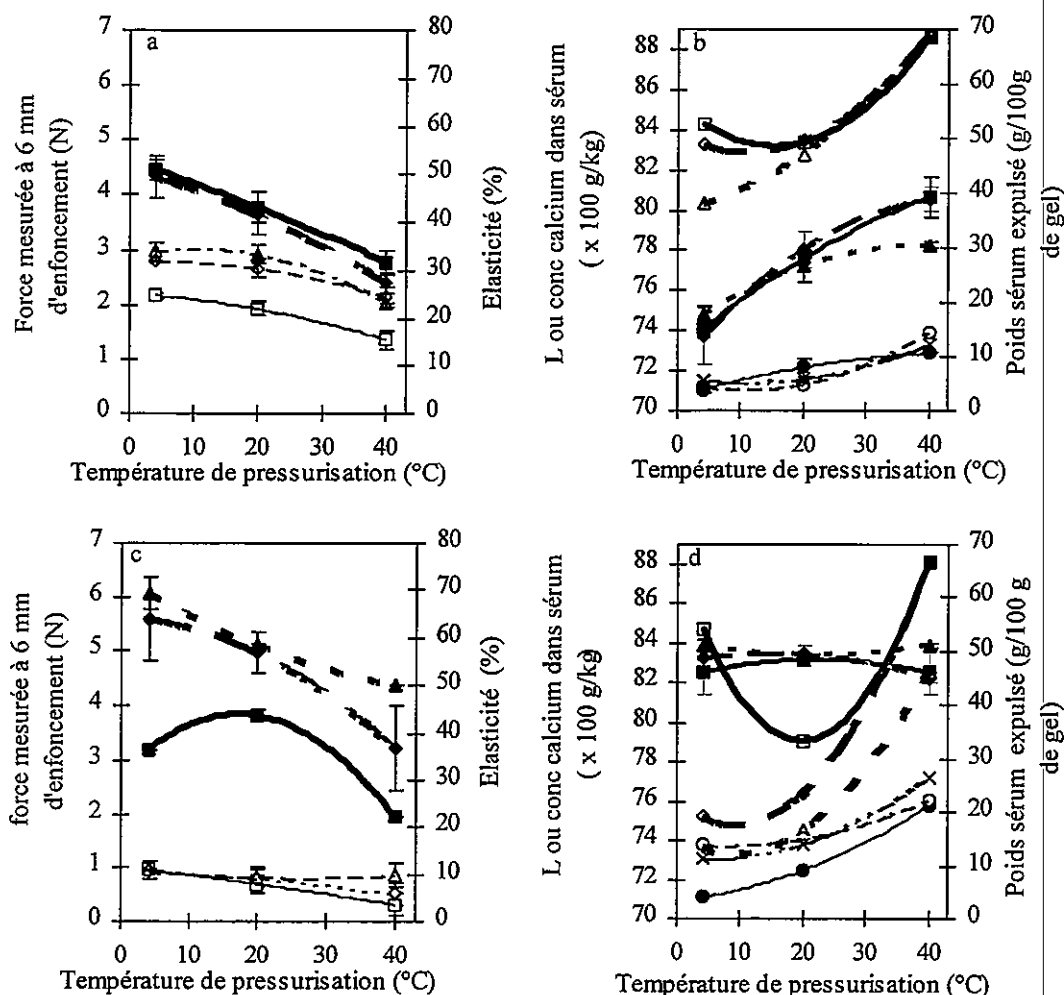 a
Force mesurée à 6 mm
d'enfoncement (N)
7
6
5
4
3
2
1
0
80
70
60
50
40
30
20
10
0
Elasticité (%)
0 10 20 30 40
Température de pressurisation (°C)
b
L ou conc calcium dans sérum
( x 100 g/kg)
88
86
84
82
80
78
76
74
72
70
70
60
50
40
30
20
10
0
Poids sérum expulsé (g/100g
de gel)
0 10 20 30 40
Température de pressurisation (°C)
c
force mesurée à 6 mm
d'enfoncement (N)
7
6
5
4
3
2
1
0
80
70
60
50
40
30
20
10
0
Elasticité (%)
0 10 20 30 40
Température de pressurisation (°C)
d
L ou conc calcium dans sérum
( x 100 g/kg)
88
86
84
82
80
78
76
74
72
70
70
60
50
40
30
20
10
0
Poids sérum expulsé (g/100 g
de gel)
0 10 20 30 40
Température de pressurisation (°C)